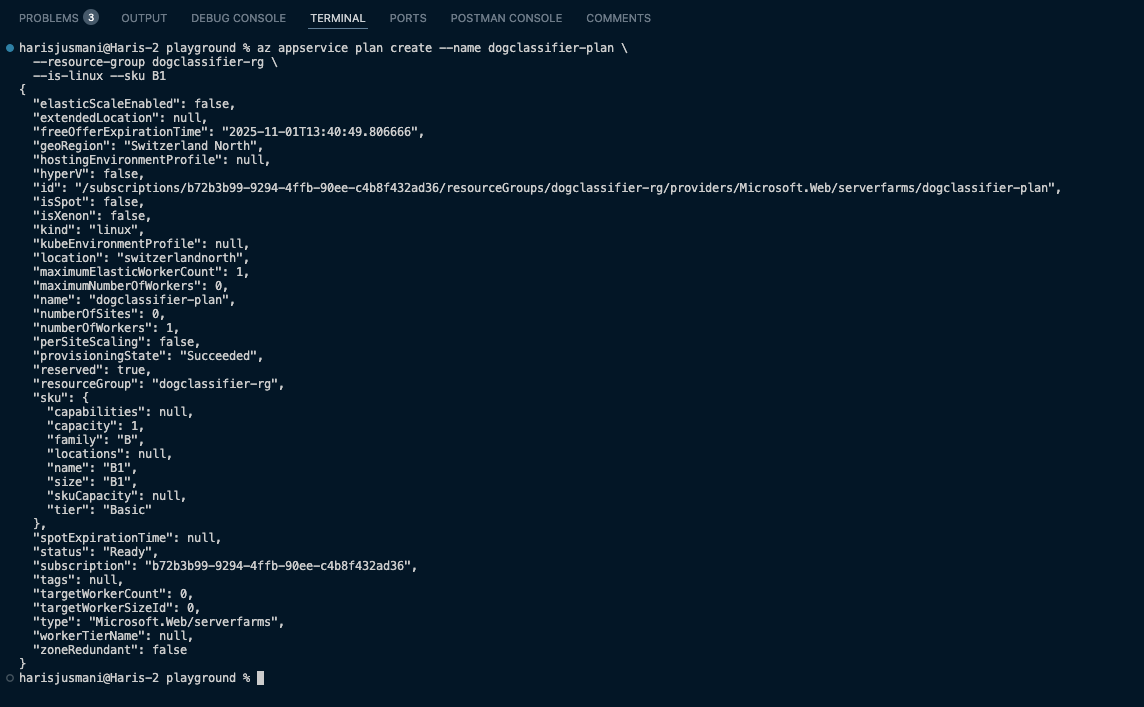 PROBLEMS 3 OUTPUT DEBUG CONSOLE TERMINAL PORTS POSTMAN CONSOLE COMMENTS
harisjusmani@Haris-2 playground % az appservice plan create --name dogclassifier-plan \
  --resource-group dogclassifier-rg \
  --is-linux --sku B1
{
  "elasticScaleEnabled": false,
  "extendedLocation": null,
  "freeOfferExpirationTime": "2025-11-01T13:40:49.806666",
  "geoRegion": "Switzerland North",
  "hostingEnvironmentProfile": null,
  "hyperV": false,
  "id": "/subscriptions/b72b3b99-9294-4ffb-90ee-c4b8f432ad36/resourceGroups/dogclassifier-rg/providers/Microsoft.Web/serverfarms/dogclassifier-plan",
  "isSpot": false,
  "isXenon": false,
  "kind": "linux",
  "kubeEnvironmentProfile": null,
  "location": "switzerlandnorth",
  "maximumElasticWorkerCount": 1,
  "maximumNumberOfWorkers": 0,
  "name": "dogclassifier-plan",
  "numberOfSites": 0,
  "numberOfWorkers": 1,
  "perSiteScaling": false,
  "provisioningState": "Succeeded",
  "reserved": true,
  "resourceGroup": "dogclassifier-rg",
  "sku": {
    "capabilities": null,
    "capacity": 1,
    "family": "B",
    "locations": null,
    "name": "B1",
    "size": "B1",
    "skuCapacity": null,
    "tier": "Basic"
  },
  "spotExpirationTime": null,
  "status": "Ready",
  "subscription": "b72b3b99-9294-4ffb-90ee-c4b8f432ad36",
  "tags": null,
  "targetWorkerCount": 0,
  "targetWorkerSizeId": 0,
  "type": "Microsoft.Web/serverfarms",
  "workerTierName": null,
  "zoneRedundant": false
}
harisjusmani@Haris-2 playground %